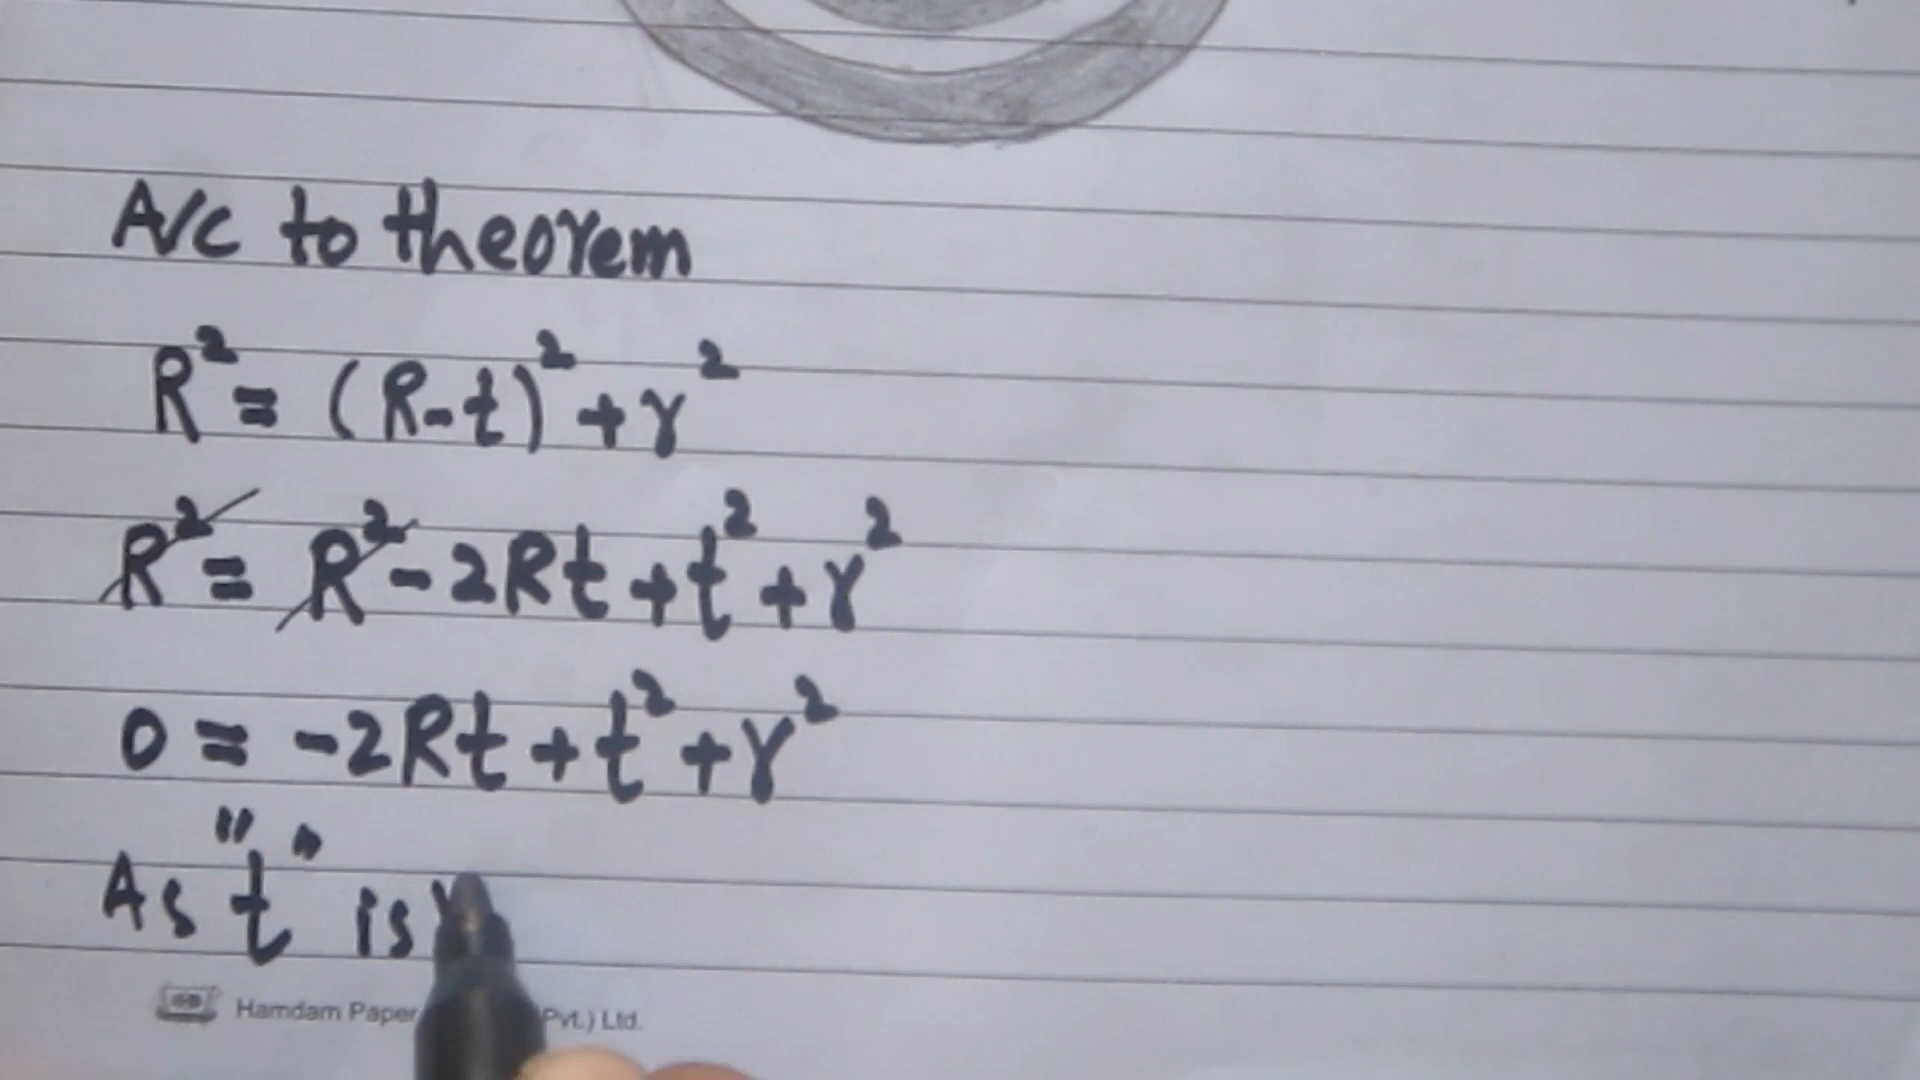 A/c to theorem
R² = (R-t)² + r²
R² = R² - 2Rt + t² + r²
0 = -2Rt + t² + r²
As "t" is
Hamdam Paper Pvt.) Ltd.